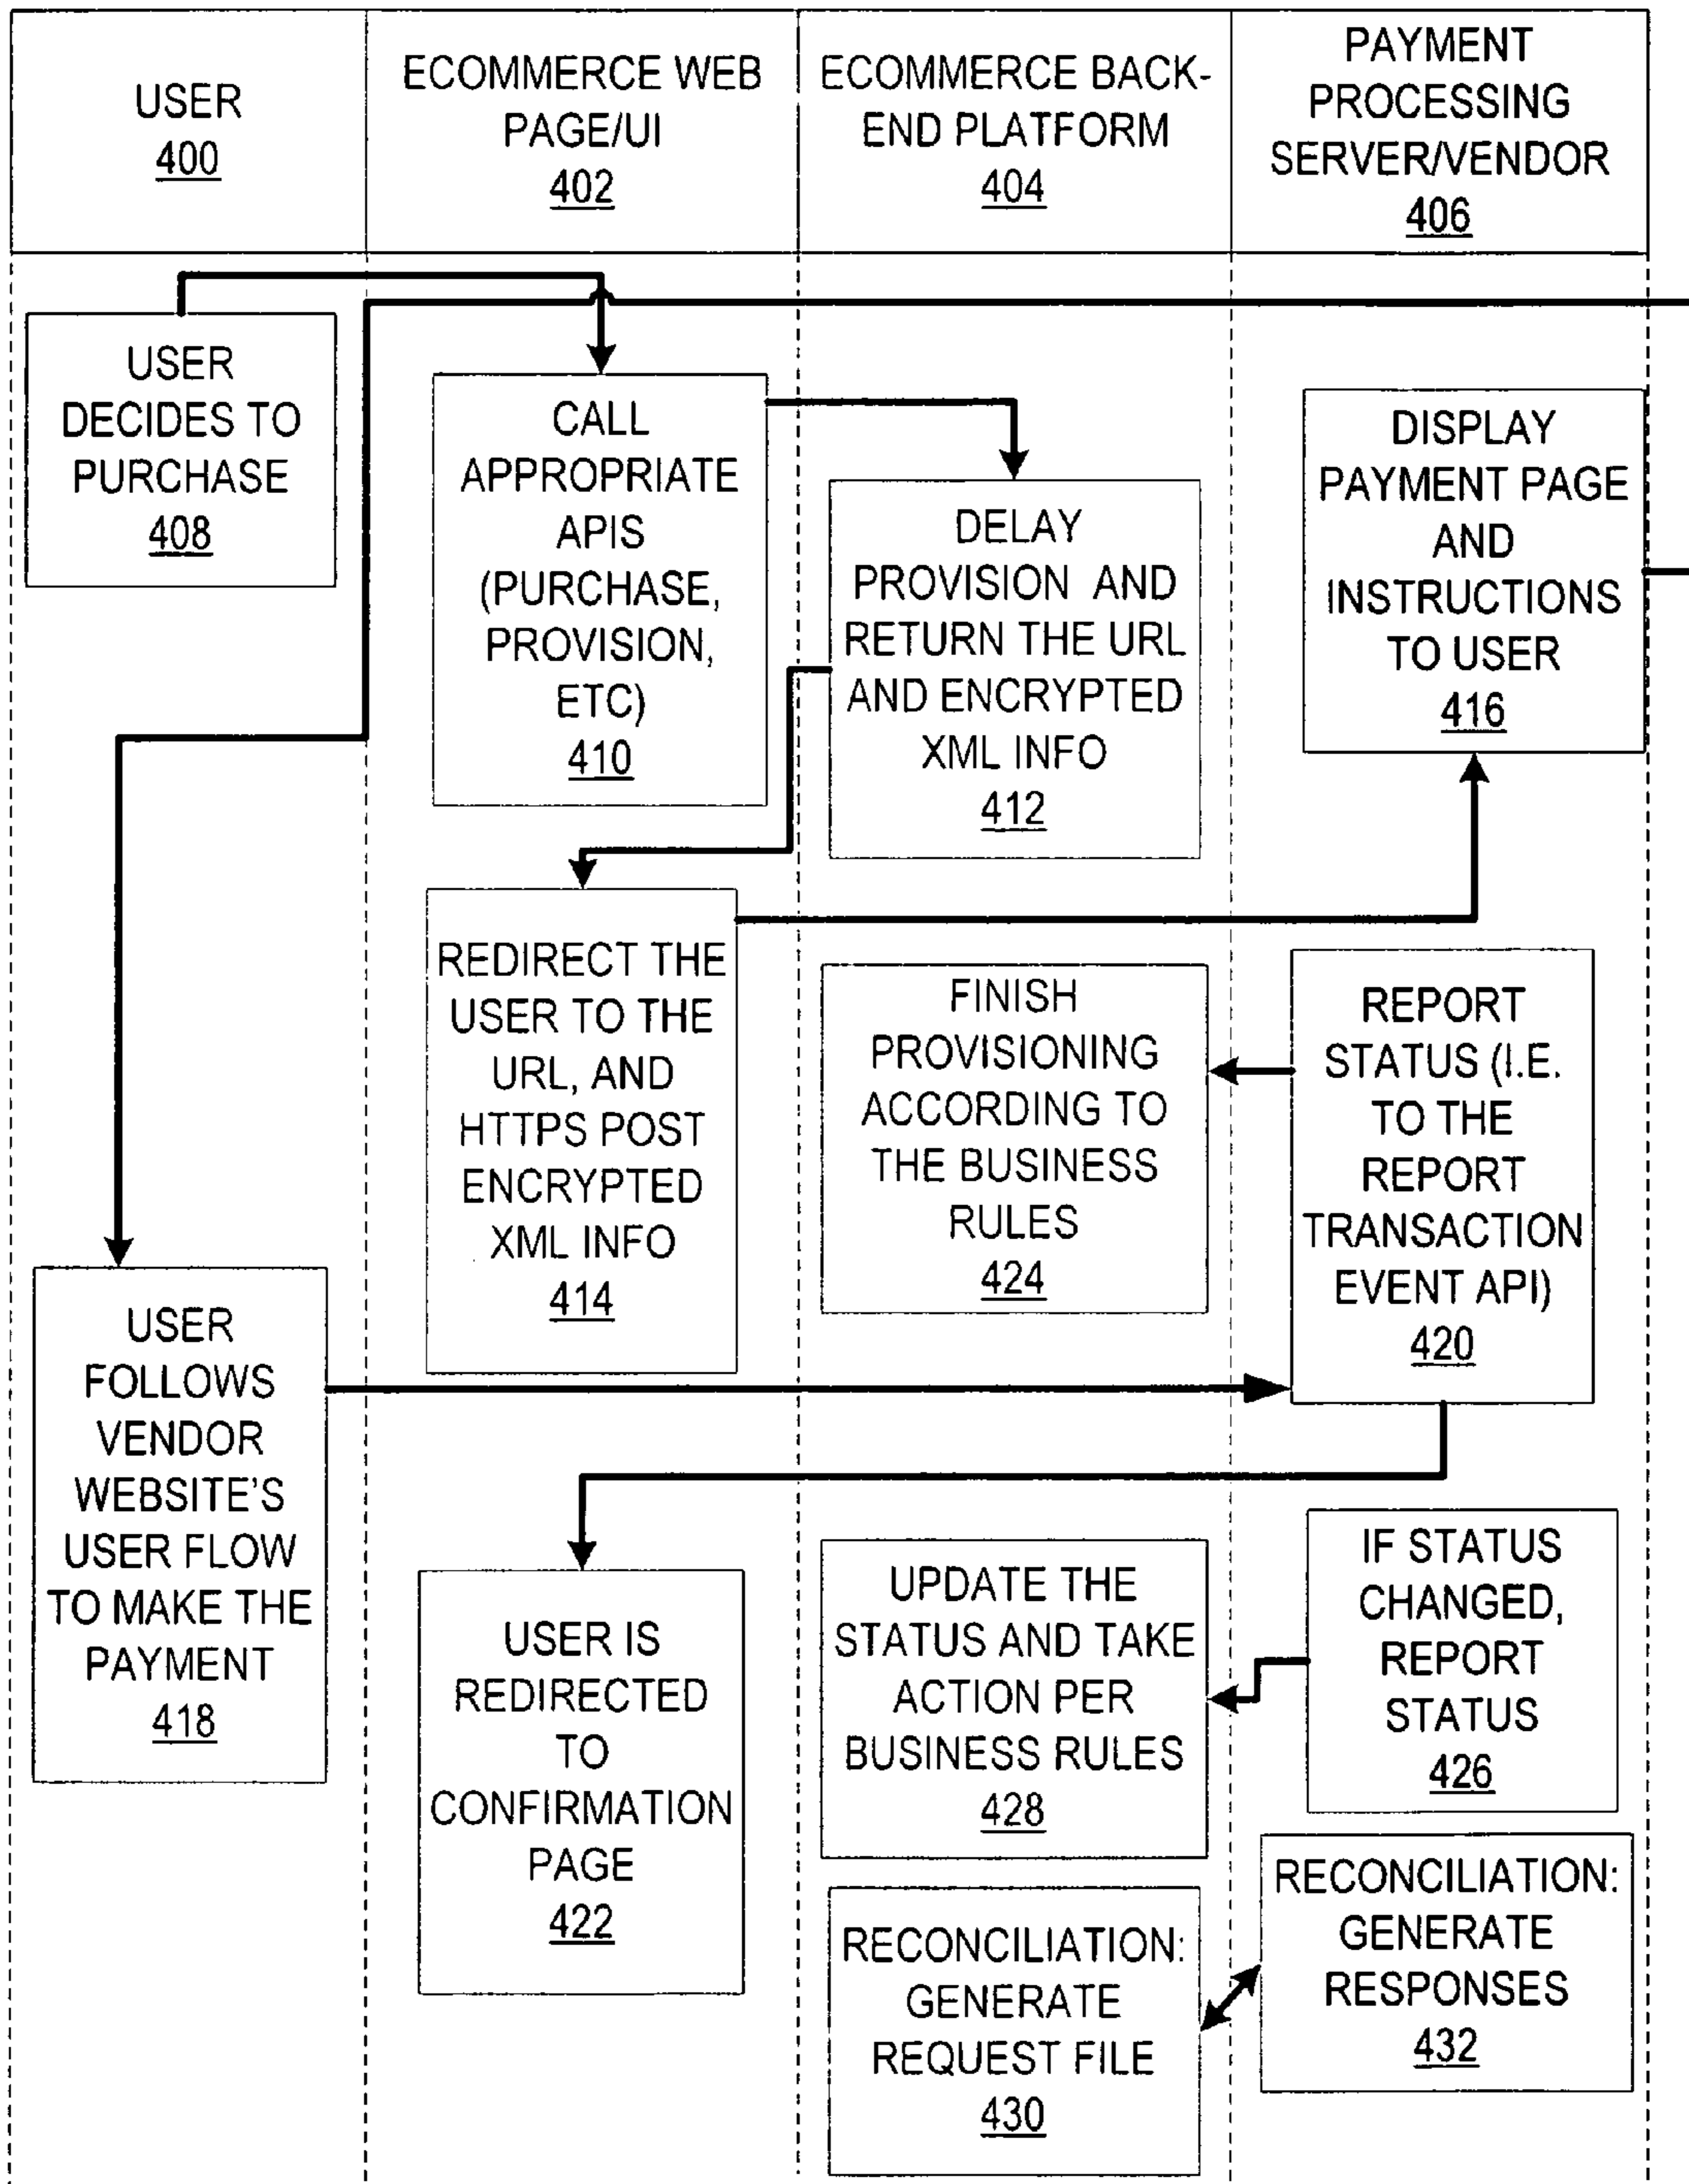 USER
400
ECOMMERCE WEB
PAGE/UI
402
ECOMMERCE BACK-
END PLATFORM
404
PAYMENT
PROCESSING
SERVER/VENDOR
406
USER
DECIDES TO
PURCHASE
408
CALL
APPROPRIATE
APIS
(PURCHASE,
PROVISION,
ETC)
410
DELAY
PROVISION AND
RETURN THE URL
AND ENCRYPTED
XML INFO
412
DISPLAY
PAYMENT PAGE
AND
INSTRUCTIONS
TO USER
416
REDIRECT THE
USER TO THE
URL, AND
HTTPS POST
ENCRYPTED
XML INFO
414
FINISH
PROVISIONING
ACCORDING TO
THE BUSINESS
RULES
424
REPORT
STATUS (I.E.
TO THE
REPORT
TRANSACTION
EVENT API)
420
USER
FOLLOWS
VENDOR
WEBSITE'S
USER FLOW
TO MAKE THE
PAYMENT
418
USER IS
REDIRECTED
TO
CONFIRMATION
PAGE
422
UPDATE THE
STATUS AND TAKE
ACTION PER
BUSINESS RULES
428
IF STATUS
CHANGED,
REPORT
STATUS
426
RECONCILIATION:
GENERATE
REQUEST FILE
430
RECONCILIATION:
GENERATE
RESPONSES
432